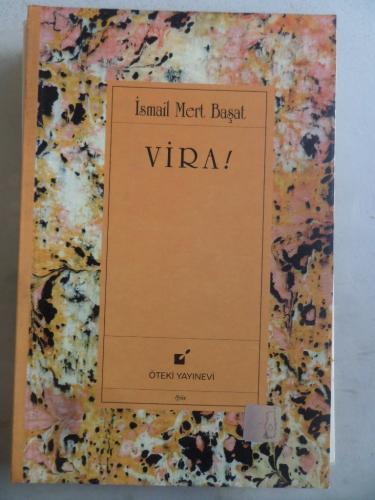 İsmail Mert Başat
VİRA!
ÖTEKİ YAYINEVİ